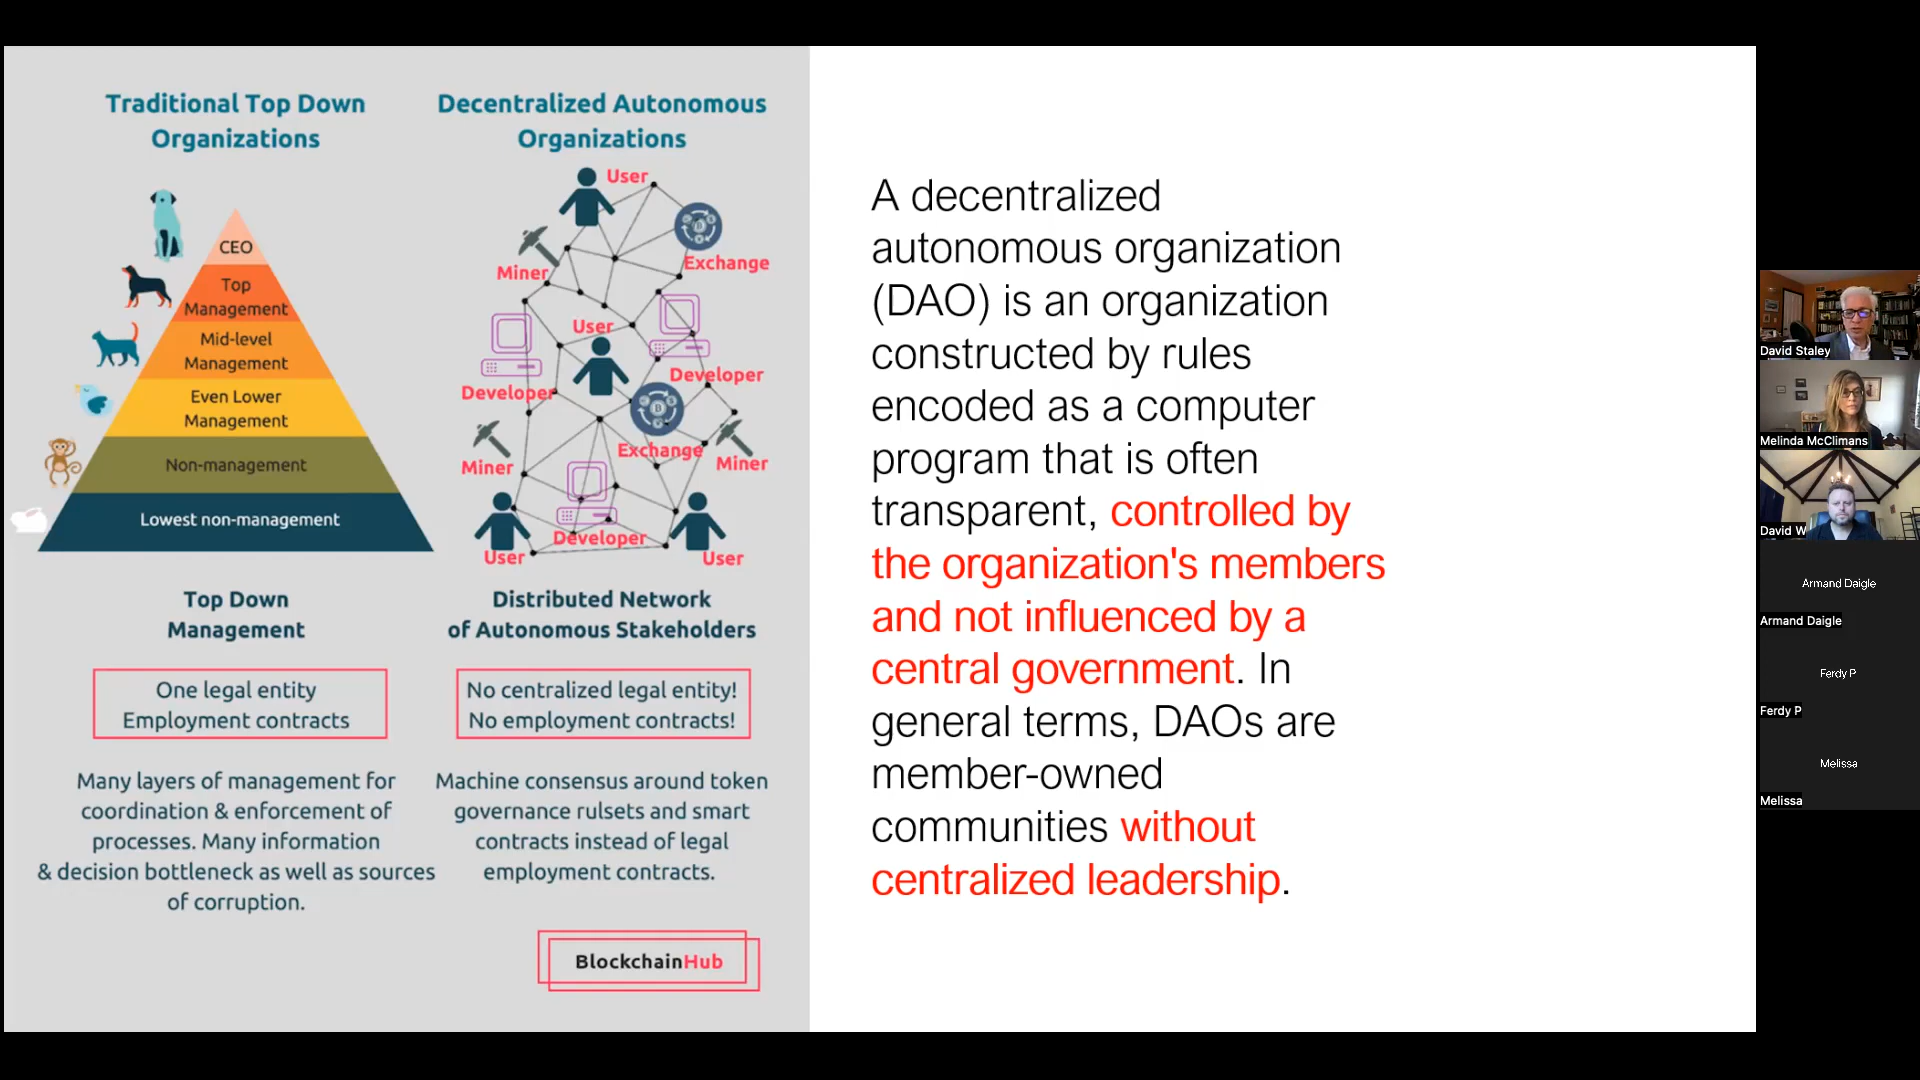 Traditional Top Down
Organizations
CEO
Top
Management
Mid-level
Management
Even Lower
Management
Non-management
Lowest non-management
Top Down
Management
One legal entity
Employment contracts
Many layers of management for
coordination & enforcement of
processes. Many information
& decision bottleneck as well as sources
of corruption.
Decentralized Autonomous
Organizations
User
Miner
Exchange
User
Developer
Developer
Exchange
Miner
Miner
Developer
User
User
Distributed Network
of Autonomous Stakeholders
No centralized legal entity!
No employment contracts!
Machine consensus around token
governance rulsets and smart
contracts instead of legal
employment contracts.
BlockchainHub
A decentralized
autonomous organization
(DAO) is an organization
constructed by rules
encoded as a computer
program that is often
transparent, controlled by
the organization's members
and not influenced by a
central government. In
general terms, DAOs are
member-owned
communities without
centralized leadership.
David Staley
Melinda McClimans
David W
Armand Daigle
Armand Daigle
Ferdy P
Ferdy P
Melissa
Melissa